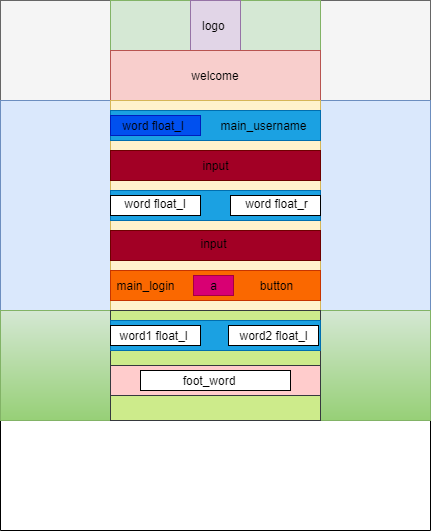 logo
welcome
word float_l main_username
input
word float_l word float_r
input
main_login a button
word1 float_l word2 float_l
foot_word